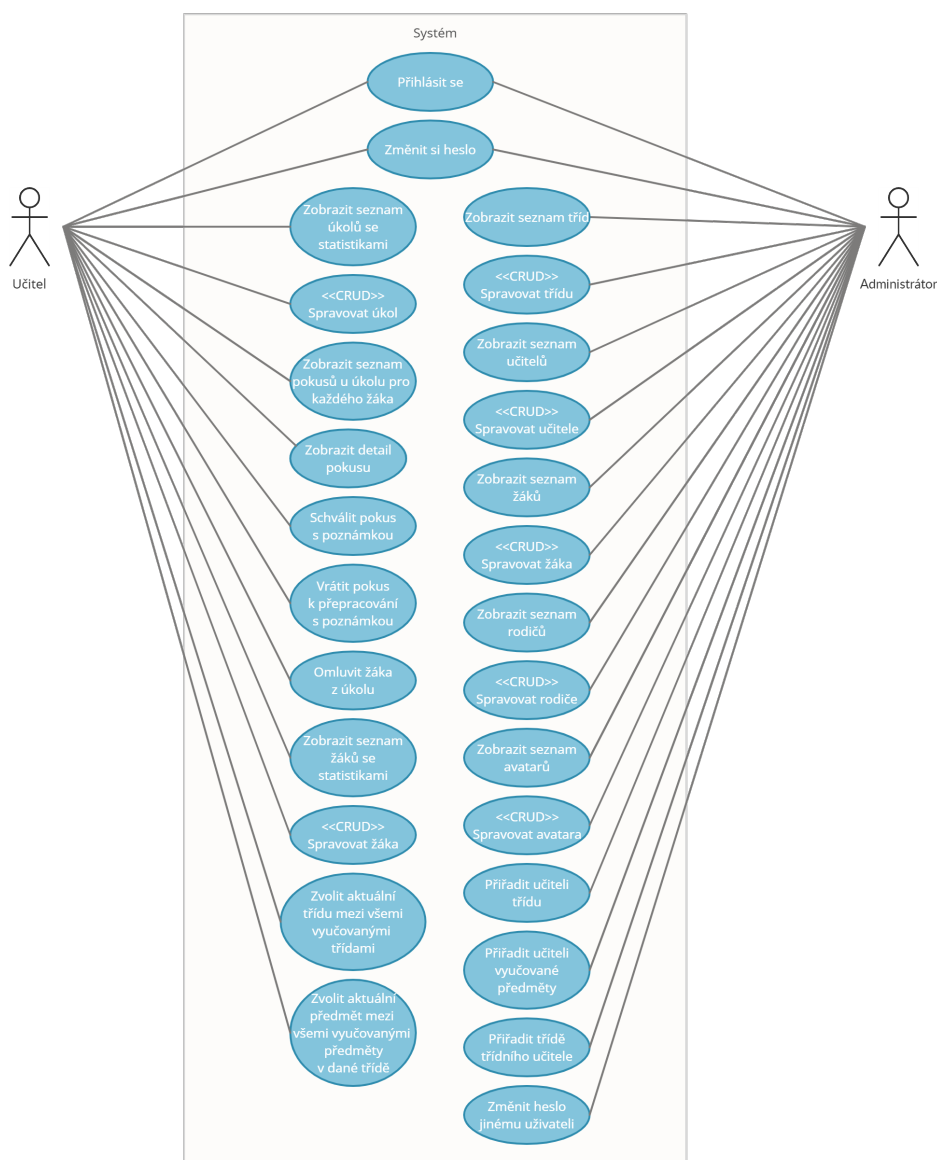 Systém
Přihlásit se
Změnit si heslo
Učitel
Administrátor
Zobrazit seznam
úkolů se
statistikami
<<CRUD>>
Spravovat úkol
Zobrazit seznam
pokusů u úkolu pro
každého žáka
Zobrazit detail
pokusu
Schválit pokus
s poznámkou
Vrátit pokus
k přepracování
s poznámkou
Omluvit žáka
z úkolu
Zobrazit seznam
žáků se
statistikami
<<CRUD>>
Spravovat žáka
Zvolit aktuální
třídu mezi všemi
vyučovanými
třídami
Zvolit aktuální
předmět mezi
všemi vyučovanými
předměty
v dané třídě
Zobrazit seznam tříd
<<CRUD>>
Spravovat třídu
Zobrazit seznam
učitelů
<<CRUD>>
Spravovat učitele
Zobrazit seznam
žáků
<<CRUD>>
Spravovat žáka
Zobrazit seznam
rodičů
<<CRUD>>
Spravovat rodiče
Zobrazit seznam
avatarů
<<CRUD>>
Spravovat avatara
Přiřadit učiteli
třídu
Přiřadit učiteli
vyučované
předměty
Přiřadit třídě
třídního učitele
Změnit heslo
jinému uživateli